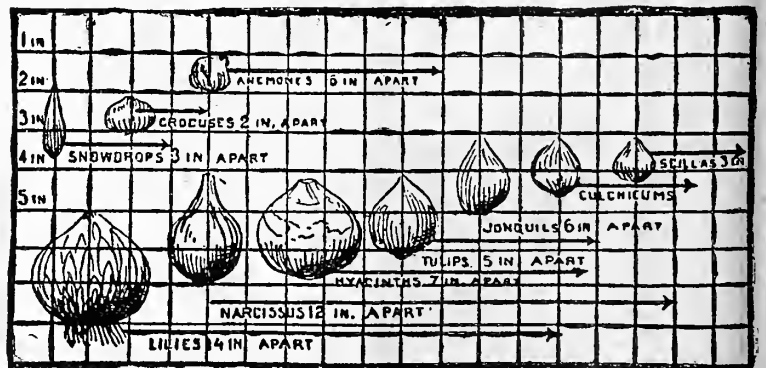 1 IN
2 IN.
ANEMONES 6 IN APART
3 IN
CROCUSES 2 IN, APART
4 IN
SNOWDROPS 3 IN APART
SCILLAS 3 IN
CULCHICUMS
5 IN
JONQUILS 6 IN APART
TULIPS. 5 IN APART
HYACINTHS 7 IN APART
NARCISSUS 12 IN. APART
LILIES 14 IN APART